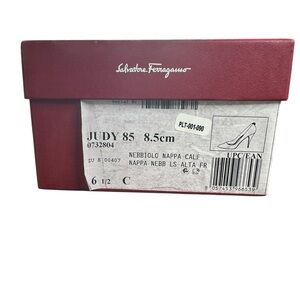 Salvatore Ferragamo
PLT-001-090
JUDY 85 8.5cm
0732804
NEBBIOLO NAPPA CALF
NAPPA NEBB LS ALTA FR
UPC/EAN
6 1/2 C